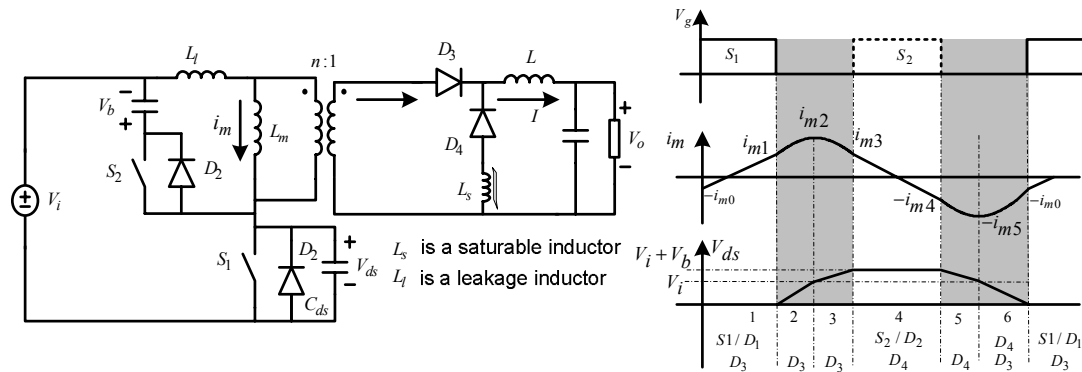 L_l
n:1
D_3
L
V_b
i_m
L_m
I
V_o
D_4
S_2
D_2
L_s
V_i
S_1
D_2
V_ds
C_ds
L_s is a saturable inductor
L_l is a leakage inductor
V_g
S_1
S_2
i_m
i_m1
i_m2
i_m3
−i_m0
−i_m4
−i_m5
−i_m0
V_i + V_b
V_ds
V_i
1 2 3 4 5 6
S1/D_1
D_3
D_3
D_3
S_2/D_2
D_4
D_4
D_4
D_3
S1/D_1
D_3